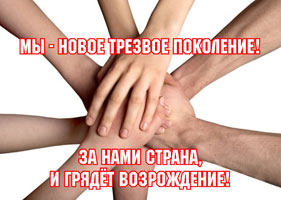 МЫ - НОВОЕ ТРЕЗВОЕ ПОКОЛЕНИЕ!
ЗА НАМИ СТРАНА,
И ГРЯДЁТ ВОЗРОЖДЕНИЕ!